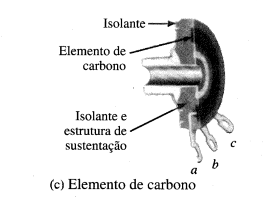 Isolante
Elemento de
carbono
Isolante e
estrutura de
sustentação
a
b
c
(c) Elemento de carbono